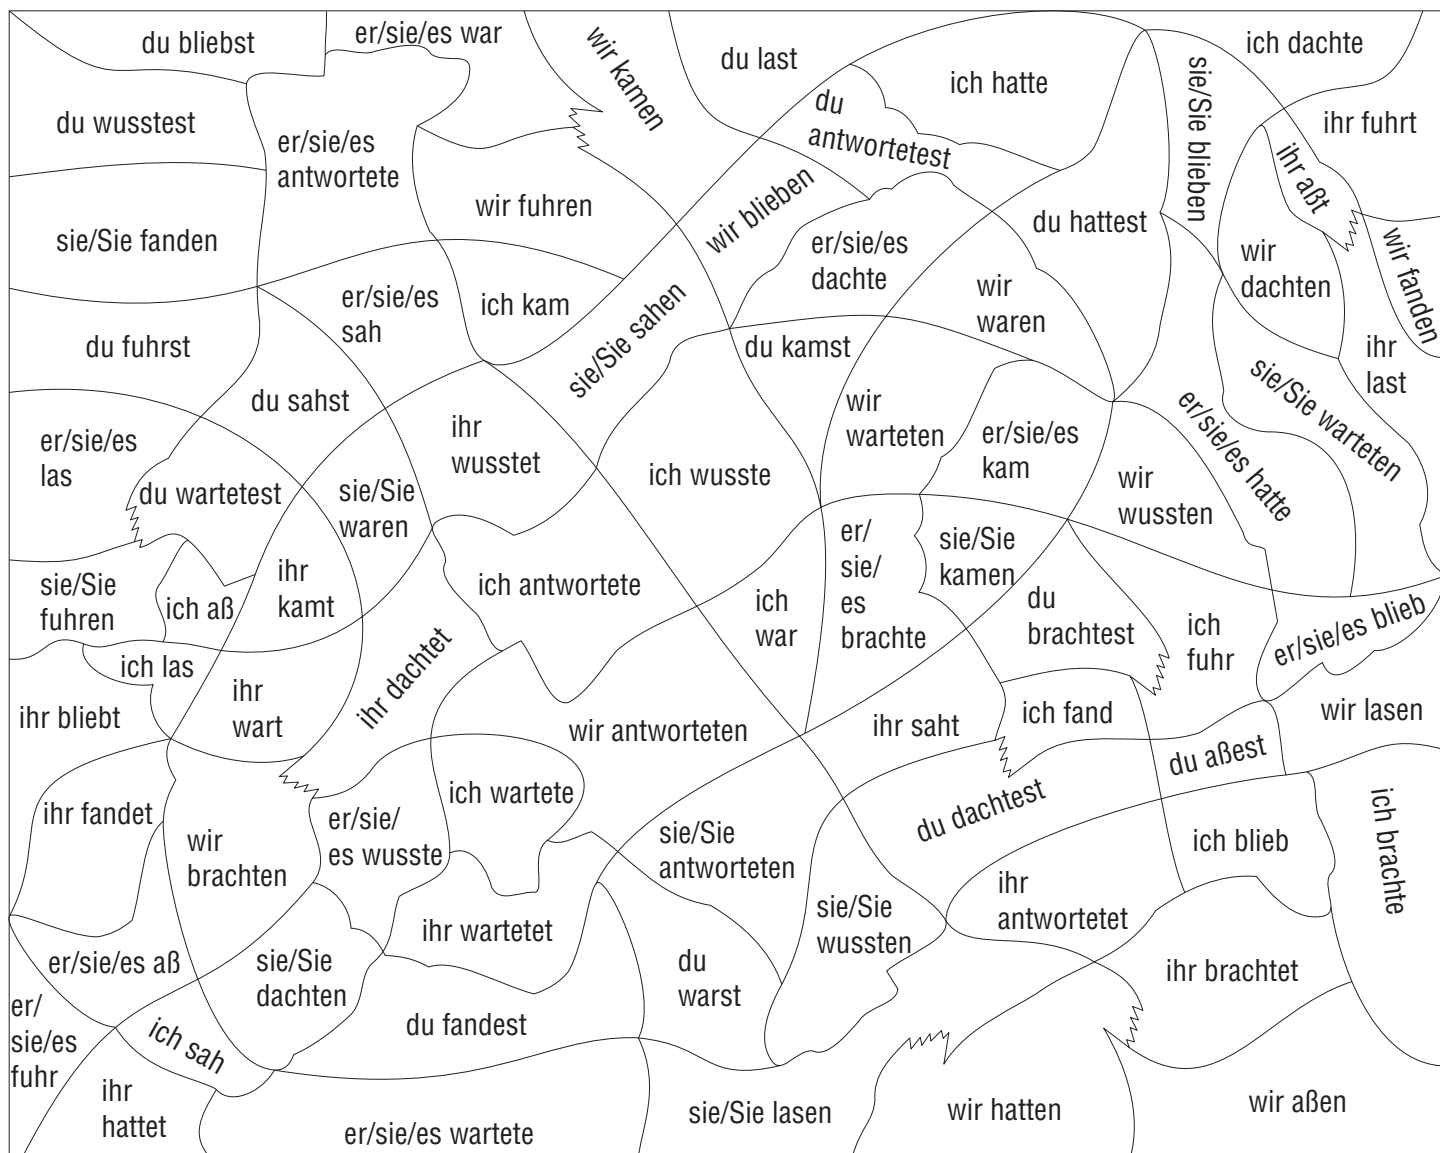 du bliebst
er/sie/es war
wir kamen
du last
ich hatte
ich dachte
du wusstest
er/sie/es
antwortete
du
antwortetest
sie/Sie blieben
ihr fuhrt
ihr aßt
sie/Sie fanden
wir fuhren
wir blieben
er/sie/es
dachte
du hattest
wir
dachten
wir fanden
er/sie/es
sah
ich kam
sie/Sie sahen
wir
waren
du fuhrst
du kamst
ihr
last
du sahst
ihr
wusstet
wir
warteten
er/sie/es
kam
er/sie/es hatte
sie/Sie warteten
er/sie/es
las
du wartetest
sie/Sie
waren
ich wusste
wir
wussten
sie/Sie
fuhren
ich aß
ihr
kamt
ich antwortete
ich
war
er/
sie/
es
brachte
sie/Sie
kamen
du
brachtest
ich
fuhr
er/sie/es blieb
ich las
ihr bliebt
ihr
wart
ihr dachtet
wir antworteten
ihr saht
ich fand
du aßest
wir lasen
ihr fandet
wir
brachten
er/sie/
es wusste
ich wartete
sie/Sie
antworteten
du dachtest
ich blieb
ich brachte
ihr wartetet
sie/Sie
wussten
ihr
antwortetet
er/sie/es aß
sie/Sie
dachten
du
warst
ihr brachtet
er/
sie/es
fuhr
ich sah
du fandest
ihr
hattet
er/sie/es wartete
sie/Sie lasen
wir hatten
wir aßen